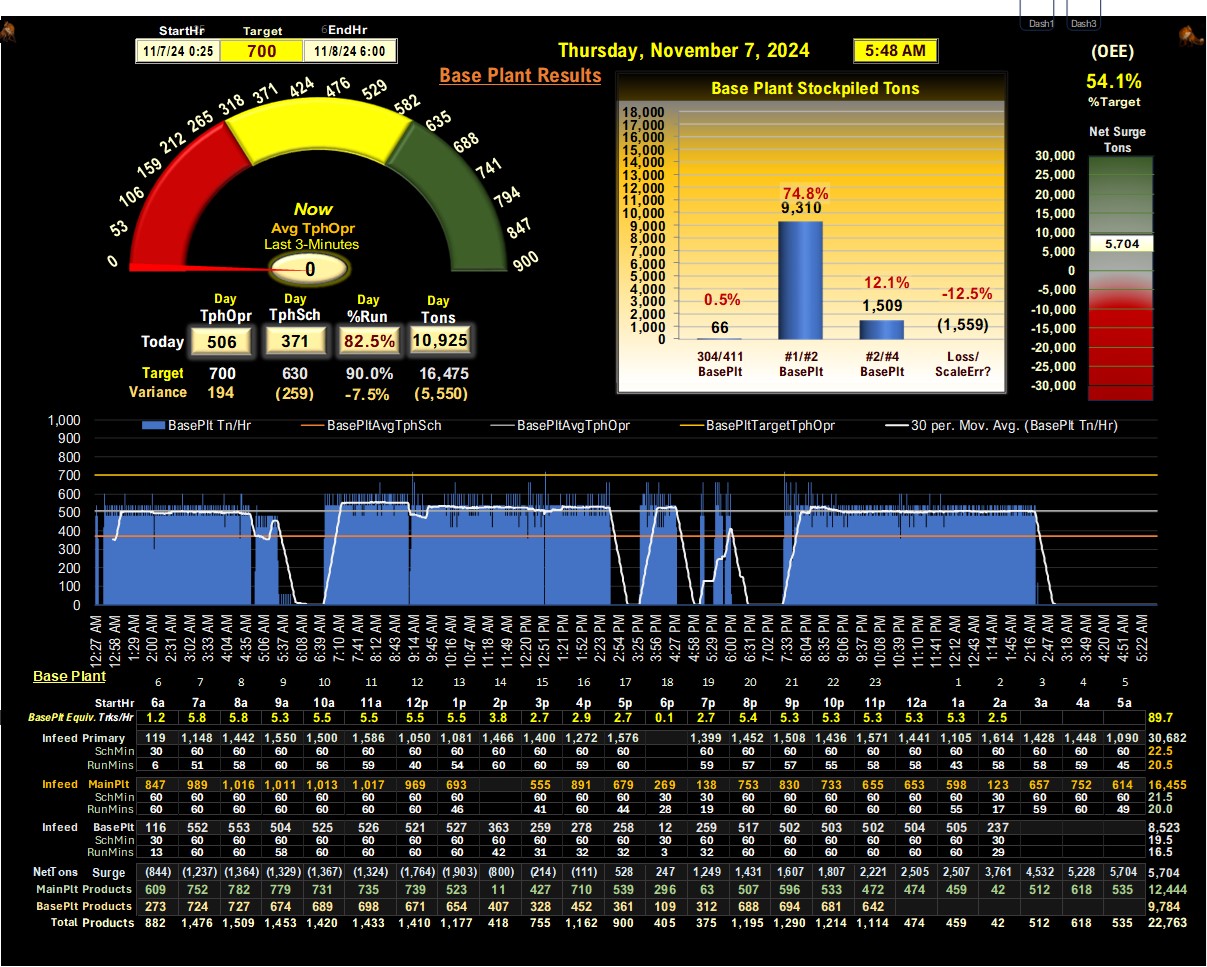 Dash1 Dash3
StartHr Target EndHr
11/7/24 0:25 700 11/8/24 6:00
Thursday, November 7, 2024 5:48 AM (OEE)
54.1%
%Target
Base Plant Results
0 53 106 159 212 265 318 371 424 476 529 582 635 688 741 794 847 900
Now
Avg TphOpr
Last 3-Minutes
0
Day Day Day Day
TphOpr TphSch %Run Tons
Today 506 371 82.5% 10,925
Target 700 630 90.0% 16,475
Variance 194 (259) -7.5% (5,550)
Base Plant Stockpiled Tons
18,000
17,000
16,000
15,000
14,000
13,000
12,000
11,000
10,000
9,000
8,000
7,000
6,000
5,000
4,000
3,000
2,000
1,000
0
0.5% 74.8% 12.1% -12.5%
66 9,310 1,509 (1,559)
304/411 #1/#2 #2/#4 Loss/
BasePlt BasePlt BasePlt ScaleErr?
Net Surge
Tons
30,000
25,000
20,000
15,000
10,000
5,704
5,000
0
-5,000
-10,000
-15,000
-20,000
-25,000
-30,000
BasePlt Tn/Hr BasePltAvgTphSch BasePltAvgTphOpr BasePltTargetTphOpr 30 per. Mov. Avg. (BasePlt Tn/Hr)
1,000
900
800
700
600
500
400
300
200
100
0
12:27 AM 12:58 AM 1:29 AM 2:00 AM 2:31 AM 3:02 AM 3:33 AM 4:04 AM 4:35 AM 5:06 AM 5:37 AM 6:08 AM 6:39 AM 7:10 AM 7:41 AM 8:12 AM 8:43 AM 9:14 AM 9:45 AM 10:16 AM 10:47 AM 11:18 AM 11:49 AM 12:20 PM 12:51 PM 1:21 PM 1:52 PM 2:23 PM 2:54 PM 3:25 PM 3:56 PM 4:27 PM 4:58 PM 5:29 PM 6:00 PM 6:31 PM 7:02 PM 7:33 PM 8:04 PM 8:35 PM 9:06 PM 9:37 PM 10:08 PM 10:39 PM 11:10 PM 11:41 PM 12:12 AM 12:43 AM 1:14 AM 1:45 AM 2:16 AM 2:47 AM 3:18 AM 3:49 AM 4:20 AM 4:51 AM 5:22 AM
Base Plant 6 7 8 9 10 11 12 13 14 15 16 17 18 19 20 21 22 23 1 2 3 4 5
StartHr 6a 7a 8a 9a 10a 11a 12p 1p 2p 3p 4p 5p 6p 7p 8p 9p 10p 11p 12a 1a 2a 3a 4a 5a
BasePlt Equiv. Trks/Hr 1.2 5.8 5.8 5.3 5.5 5.5 5.5 5.5 3.8 2.7 2.9 2.7 0.1 2.7 5.4 5.3 5.3 5.3 5.3 5.3 2.5 89.7
Infeed Primary 119 1,148 1,442 1,550 1,500 1,586 1,050 1,081 1,466 1,400 1,272 1,576 1,399 1,452 1,508 1,436 1,571 1,441 1,105 1,614 1,428 1,448 1,090 30,682
SchMin 30 60 60 60 60 60 60 60 60 60 60 60 60 60 60 60 60 60 60 60 60 60 60 22.5
RunMins 6 51 58 60 56 59 40 54 60 60 59 60 59 57 57 55 58 58 43 58 58 59 45 20.5
Infeed MainPlt 847 989 1,016 1,011 1,013 1,017 969 693 555 891 679 269 138 753 830 733 655 653 598 123 657 752 614 16,455
SchMin 60 60 60 60 60 60 60 60 60 60 60 30 30 60 60 60 60 60 60 30 60 60 60 21.5
RunMins 60 60 60 60 60 60 60 46 41 60 44 28 19 60 60 60 55 60 55 17 59 60 49 20.0
Infeed BasePlt 116 552 553 504 525 526 521 527 363 259 278 258 12 259 517 502 503 502 504 505 237 8,523
SchMin 30 60 60 60 60 60 60 60 60 60 60 60 30 60 60 60 60 60 60 60 30 19.5
RunMins 13 60 60 58 60 60 60 60 42 31 32 32 3 32 60 60 60 60 60 60 29 16.5
NetTons Surge (844) (1,237) (1,364) (1,329) (1,367) (1,324) (1,764) (1,903) (800) (214) (111) 528 247 1,249 1,431 1,607 1,807 2,221 2,505 2,507 3,761 4,532 5,228 5,704 5,704
MainPlt Products 609 752 782 779 731 735 739 523 11 427 710 539 296 63 507 596 533 472 474 459 42 512 618 535 12,444
BasePlt Products 273 724 727 674 689 698 671 654 407 328 452 361 109 312 688 694 681 642 9,784
Total Products 882 1,476 1,509 1,453 1,420 1,433 1,410 1,177 418 755 1,162 900 405 375 1,195 1,290 1,214 1,114 474 459 42 512 618 535 22,763